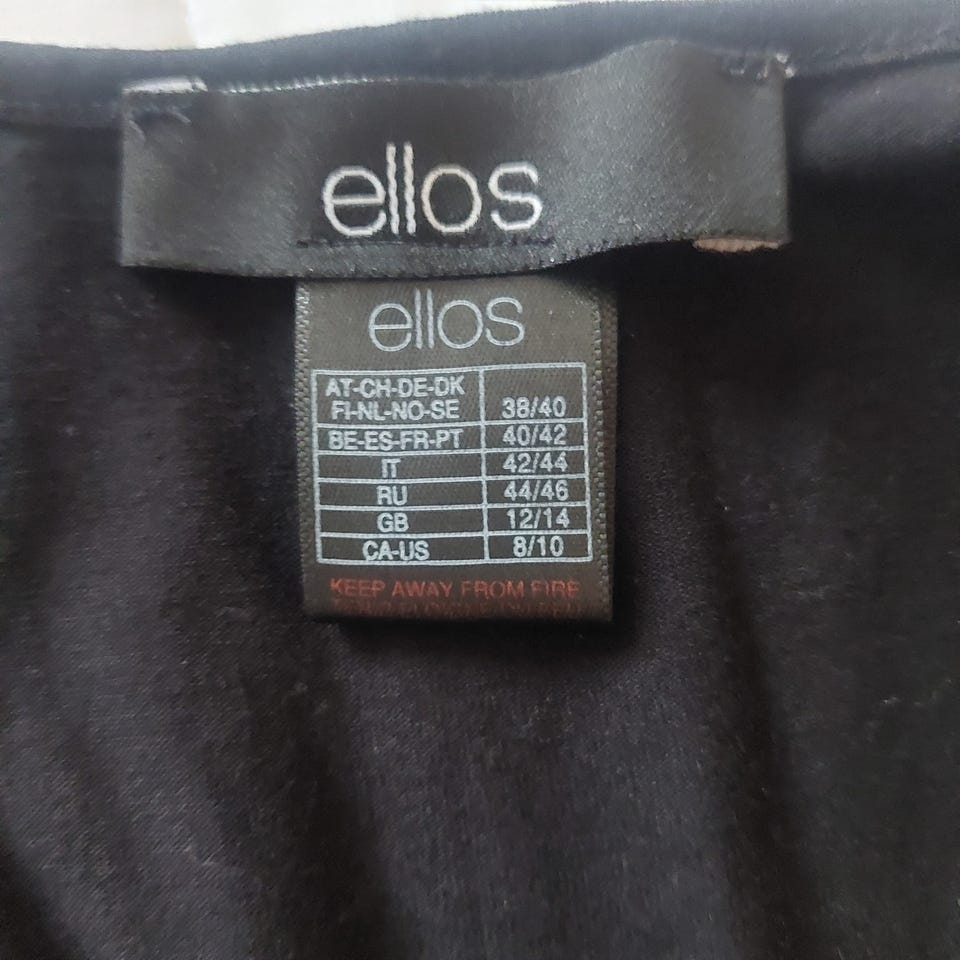 ellos
ellos
AT-CH-DE-DK
FI-NL-NO-SE 38/40
BE-ES-FR-PT 40/42
IT 42/44
RU 44/46
GB 12/14
CA-US 8/10
KEEP AWAY FROM FIRE